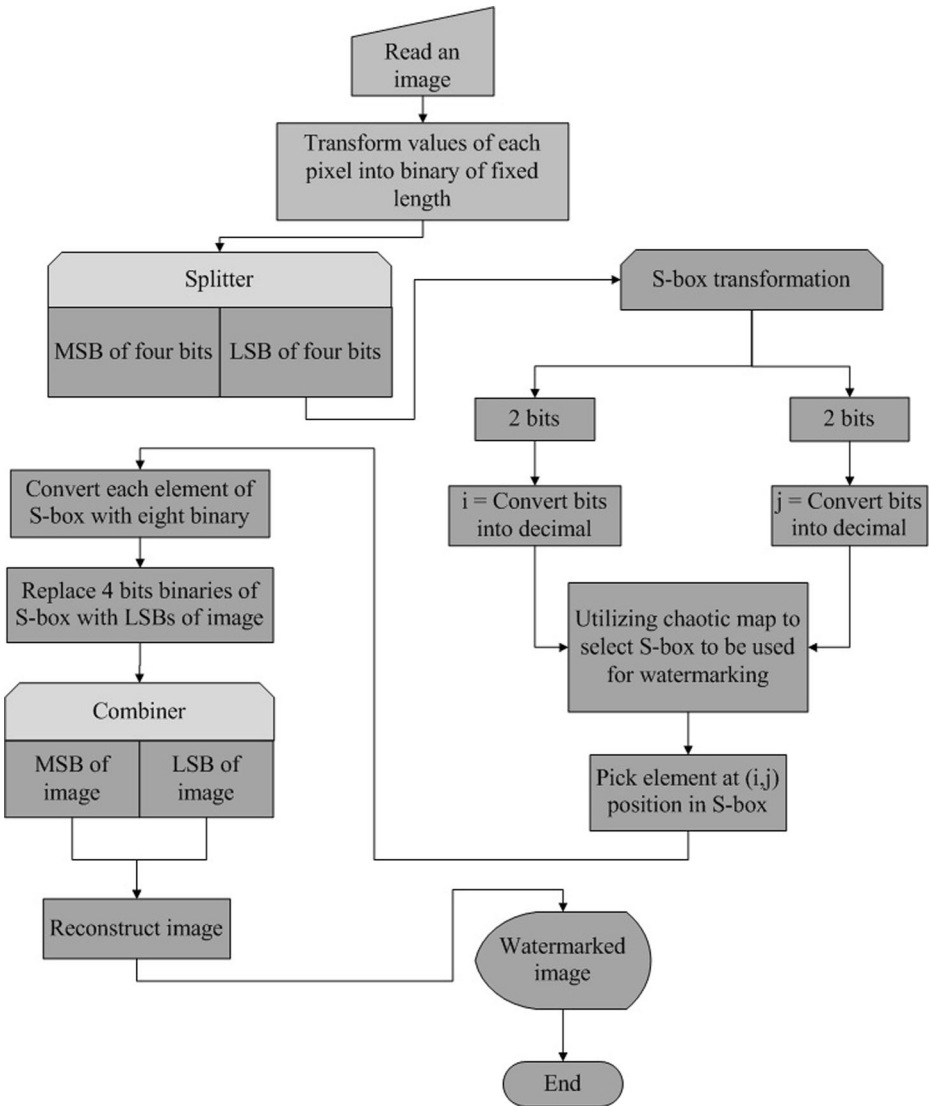 Read an
image
Transform values of each
pixel into binary of fixed
length
Splitter
MSB of four bits
LSB of four bits
S-box transformation
2 bits
2 bits
i = Convert bits
into decimal
j = Convert bits
into decimal
Utilizing chaotic map to
select S-box to be used
for watermarking
Pick element at (i,j)
position in S-box
Convert each element of
S-box with eight binary
Replace 4 bits binaries of
S-box with LSBs of image
Combiner
MSB of
image
LSB of
image
Reconstruct image
Watermarked
image
End